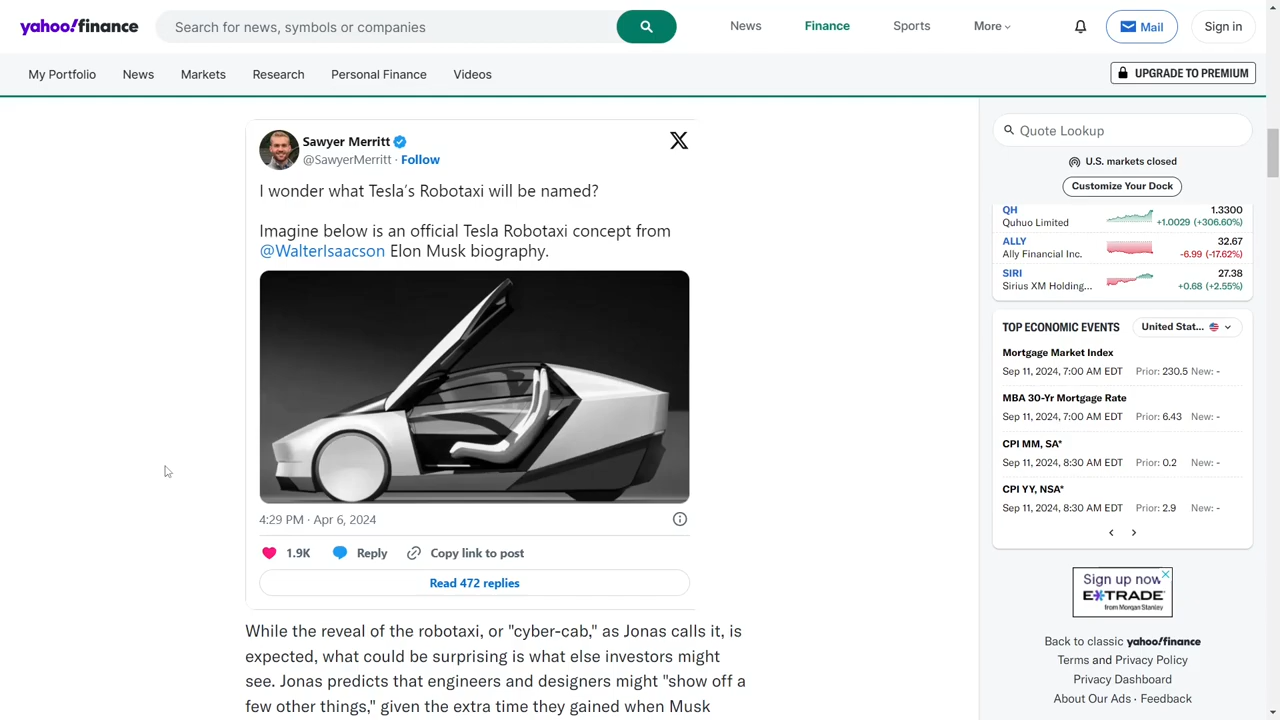 yahoo!finance
Search for news, symbols or companies
News
Finance
Sports
More
Mail
Sign in
My Portfolio
News
Markets
Research
Personal Finance
Videos
UPGRADE TO PREMIUM
Sawyer Merritt
@SawyerMerritt · Follow
I wonder what Tesla's Robotaxi will be named?
Imagine below is an official Tesla Robotaxi concept from
@WalterIsaacson Elon Musk biography.
4:29 PM · Apr 6, 2024
1.9K
Reply
Copy link to post
Read 472 replies
While the reveal of the robotaxi, or "cyber-cab," as Jonas calls it, is
expected, what could be surprising is what else investors might
see. Jonas predicts that engineers and designers might "show off a
few other things," given the extra time they gained when Musk
Quote Lookup
U.S. markets closed
Customize Your Dock
QH 1.3300
Quhuo Limited +1.0029 (+306.60%)
ALLY 32.67
Ally Financial Inc. -6.99 (-17.62%)
SIRI 27.38
Sirius XM Holding... +0.68 (+2.55%)
TOP ECONOMIC EVENTS
United Stat...
Mortgage Market Index
Sep 11, 2024, 7:00 AM EDT Prior: 230.5 New: -
MBA 30-Yr Mortgage Rate
Sep 11, 2024, 7:00 AM EDT Prior: 6.43 New: -
CPI MM, SA*
Sep 11, 2024, 8:30 AM EDT Prior: 0.2 New: -
CPI YY, NSA*
Sep 11, 2024, 8:30 AM EDT Prior: 2.9 New: -
Sign up now
E*TRADE
from Morgan Stanley
Back to classic yahoo!finance
Terms and Privacy Policy
Privacy Dashboard
About Our Ads · Feedback